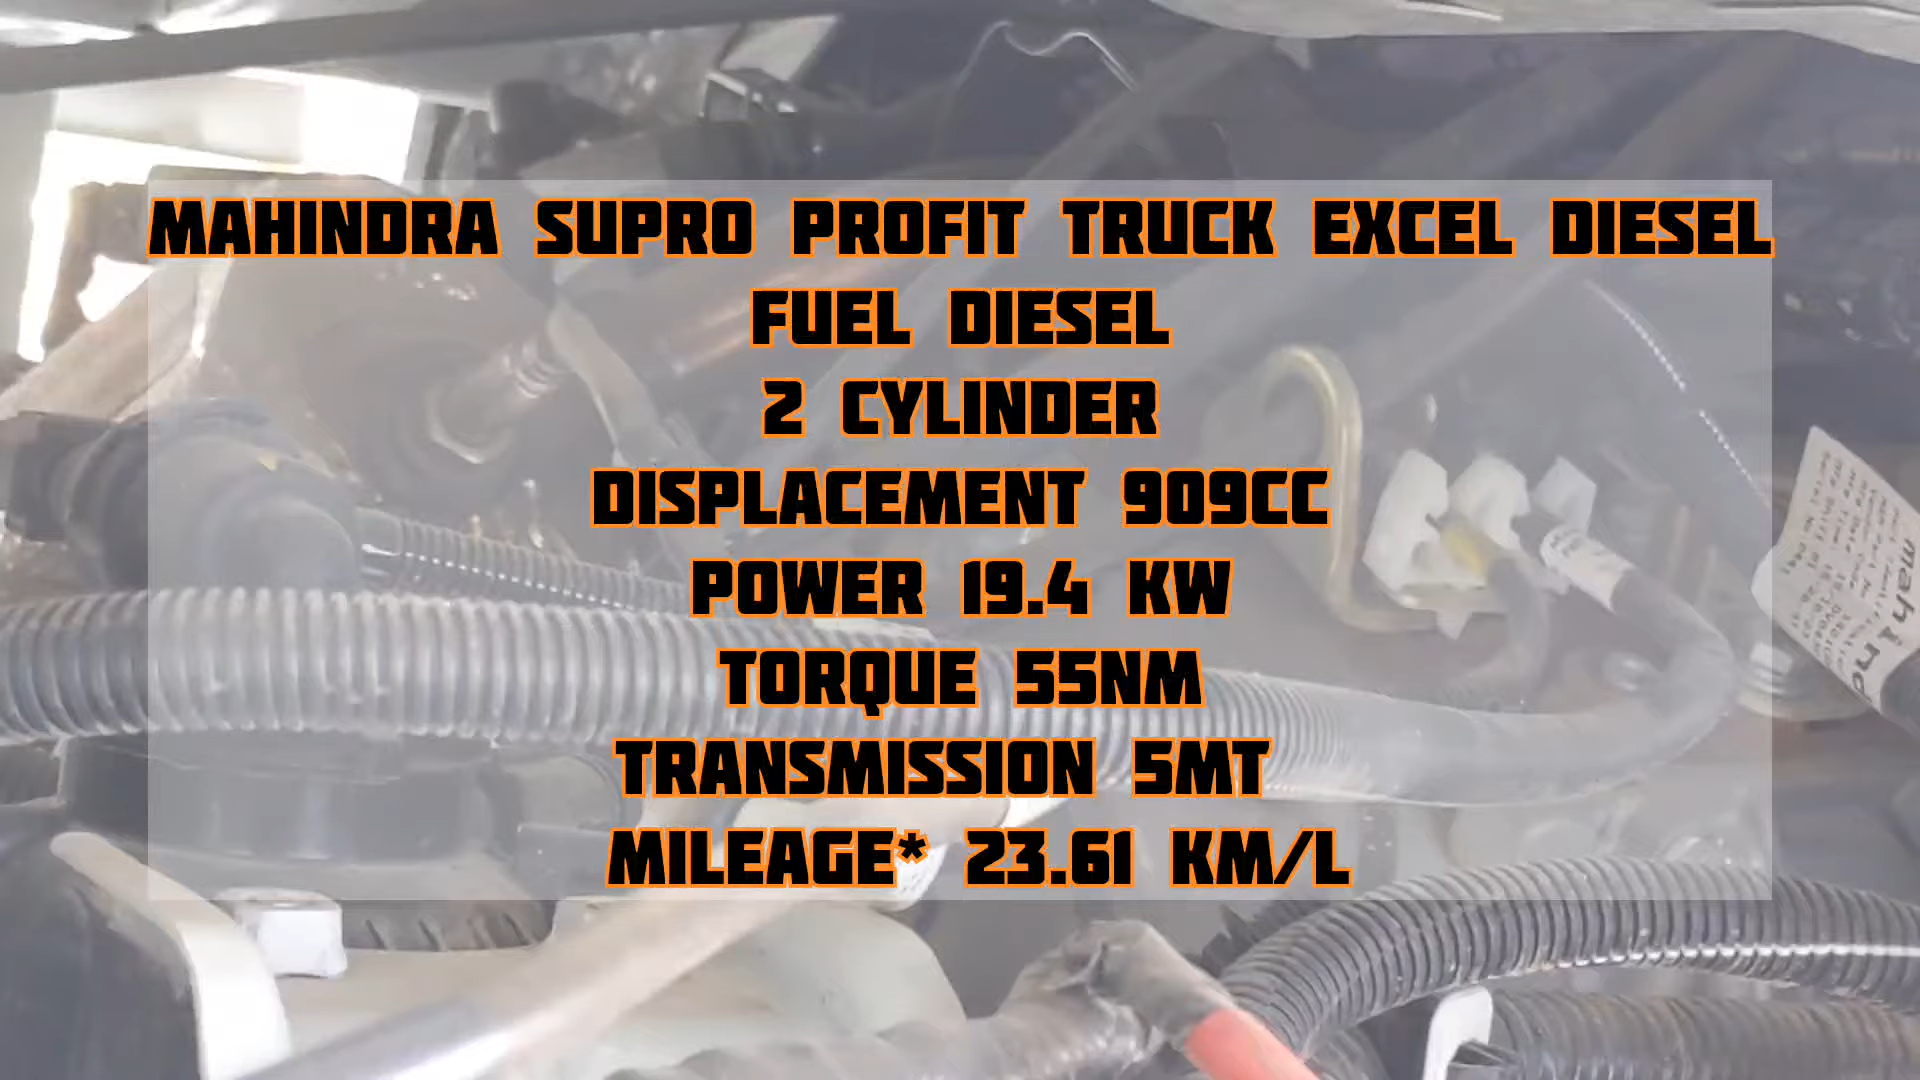 MAHINDRA SUPRO PROFIT TRUCK EXCEL DIESEL
FUEL DIESEL
2 CYLINDER
DISPLACEMENT 909CC
POWER 19.4 KW
TORQUE 55NM
TRANSMISSION 5MT
MILEAGE* 23.61 KM/L